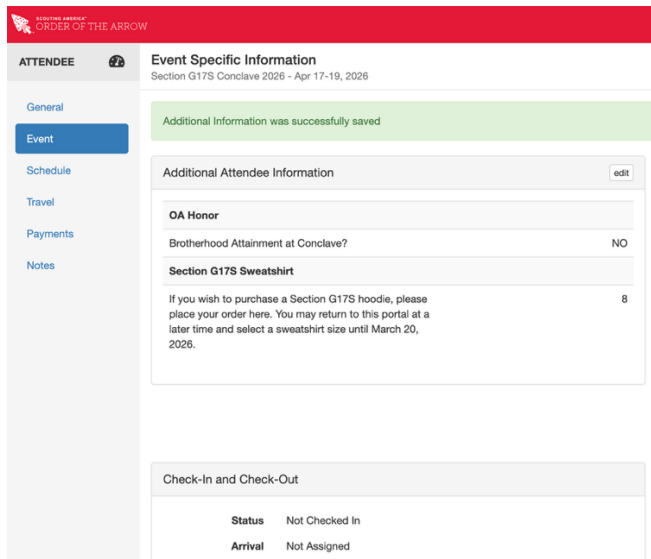 SCOUTING AMERICA
ORDER OF THE ARROW
ATTENDEE
Event Specific Information
Section G17S Conclave 2026 - Apr 17-19, 2026
General
Event
Schedule
Travel
Payments
Notes
Additional Information was successfully saved
Additional Attendee Information
edit
OA Honor
Brotherhood Attainment at Conclave? NO
Section G17S Sweatshirt
If you wish to purchase a Section G17S hoodie, please 8
place your order here. You may return to this portal at a
later time and select a sweatshirt size until March 20,
2026.
Check-In and Check-Out
Status Not Checked In
Arrival Not Assigned